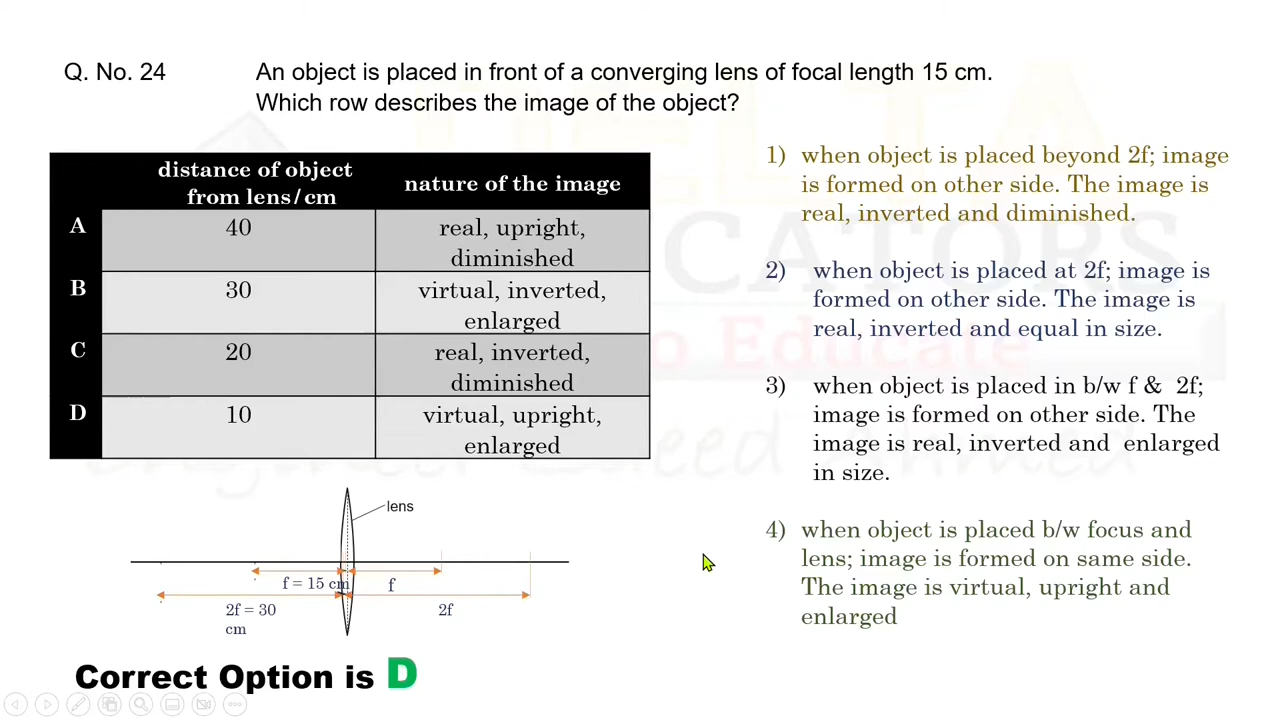 Q. No. 24
An object is placed in front of a converging lens of focal length 15 cm.
Which row describes the image of the object?
distance of object
from lens/cm
nature of the image
A
40
real, upright,
diminished
B
30
virtual, inverted,
enlarged
C
20
real, inverted,
diminished
D
10
virtual, upright,
enlarged
1) when object is placed beyond 2f; image
is formed on other side. The image is
real, inverted and diminished.
2) when object is placed at 2f; image is
formed on other side. The image is
real, inverted and equal in size.
3) when object is placed in b/w f & 2f;
image is formed on other side. The
image is real, inverted and enlarged
in size.
4) when object is placed b/w focus and
lens; image is formed on same side.
The image is virtual, upright and
enlarged
lens
f = 15 cm
f
2f = 30
cm
2f
Correct Option is D
DELTA
CATORS
to Educate